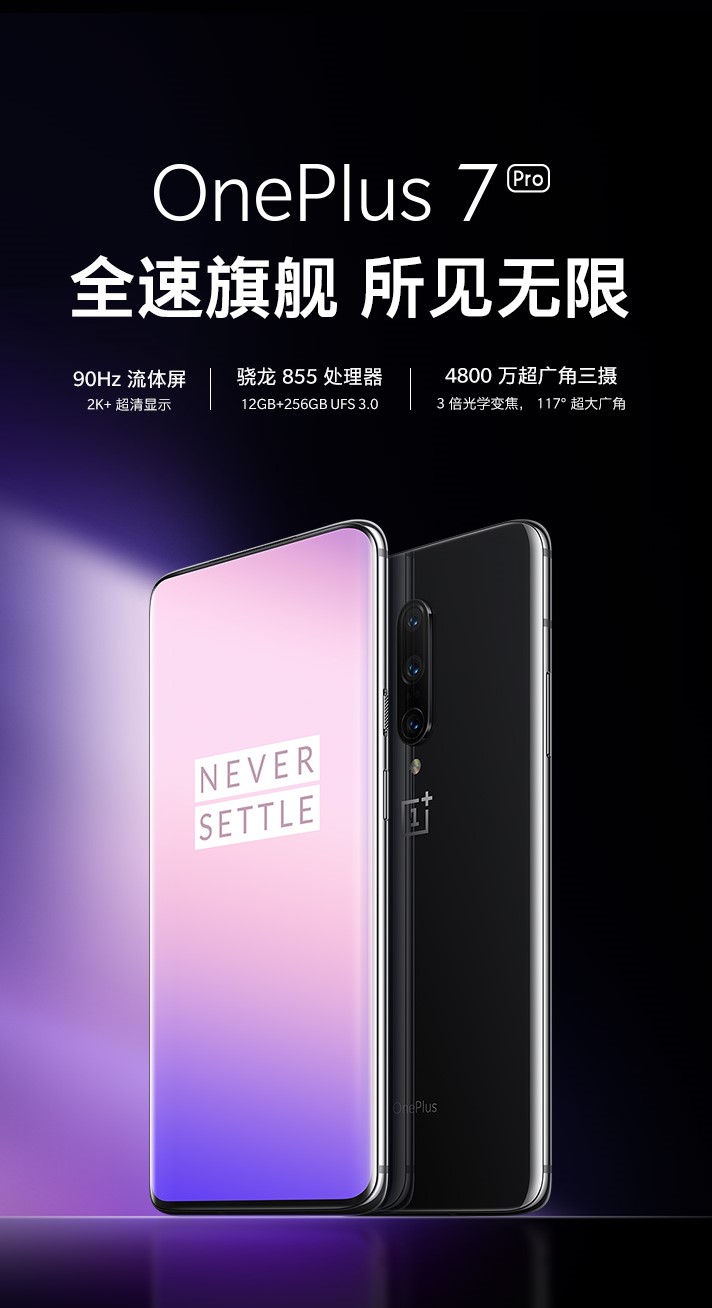 OnePlus 7 Pro
全速旗舰 所见无限
90Hz 流体屏
2K+ 超清显示
骁龙 855 处理器
12GB+256GB UFS 3.0
4800 万超广角三摄
3 倍光学变焦， 117° 超大广角
NEVER
SETTLE
1+
OnePlus